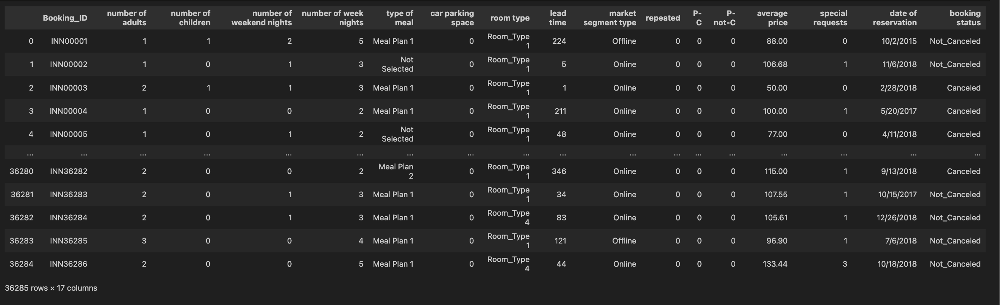 Booking_ID number of adults number of children number of weekend nights number of week nights type of meal car parking space room type lead time market segment type repeated P-C P-not-C average price special requests date of reservation booking status
0 INN00001 1 1 2 5 Meal Plan 1 0 Room_Type 1 224 Offline 0 0 0 88.00 0 10/2/2015 Not_Canceled
1 INN00002 1 0 1 3 Not Selected 0 Room_Type 1 5 Online 0 0 0 106.68 1 11/6/2018 Not_Canceled
2 INN00003 2 1 1 3 Meal Plan 1 0 Room_Type 1 1 Online 0 0 0 50.00 0 2/28/2018 Canceled
3 INN00004 1 0 0 2 Meal Plan 1 0 Room_Type 1 211 Online 0 0 0 100.00 1 5/20/2017 Canceled
4 INN00005 1 0 1 2 Not Selected 0 Room_Type 1 48 Online 0 0 0 77.00 0 4/11/2018 Canceled
... ... ... ... ... ... ... ... ... ... ... ... ... ... ... ... ... ...
36280 INN36282 2 0 0 2 Meal Plan 2 0 Room_Type 1 346 Online 0 0 0 115.00 1 9/13/2018 Canceled
36281 INN36283 2 0 1 3 Meal Plan 1 0 Room_Type 1 34 Online 0 0 0 107.55 1 10/15/2017 Not_Canceled
36282 INN36284 2 0 1 3 Meal Plan 1 0 Room_Type 4 83 Online 0 0 0 105.61 1 12/26/2018 Not_Canceled
36283 INN36285 3 0 0 4 Meal Plan 1 0 Room_Type 1 121 Offline 0 0 0 96.90 1 7/6/2018 Not_Canceled
36284 INN36286 2 0 0 5 Meal Plan 1 0 Room_Type 4 44 Online 0 0 0 133.44 3 10/18/2018 Not_Canceled
36285 rows × 17 columns